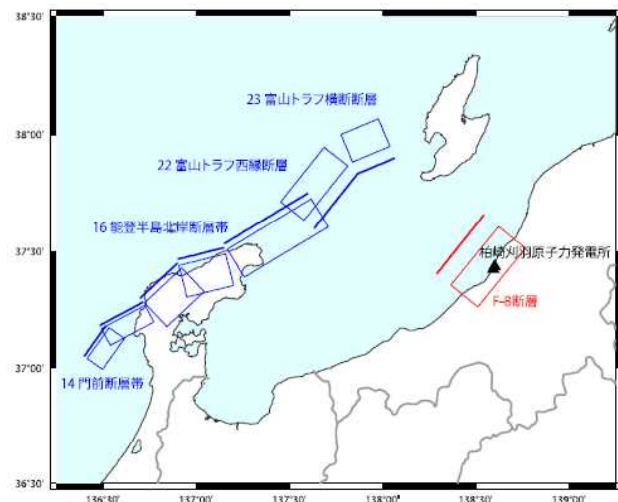 38°30'
23 富山トラフ横断断層
38°00'
22 富山トラフ西縁断層
16 能登半島北岸断層帯
37°30'
柏崎刈羽原子力発電所
F-B断層
37°00'
14 門前断層帯
36°30'
136°30' 137°00' 137°30' 138°00' 138°30' 139°00'